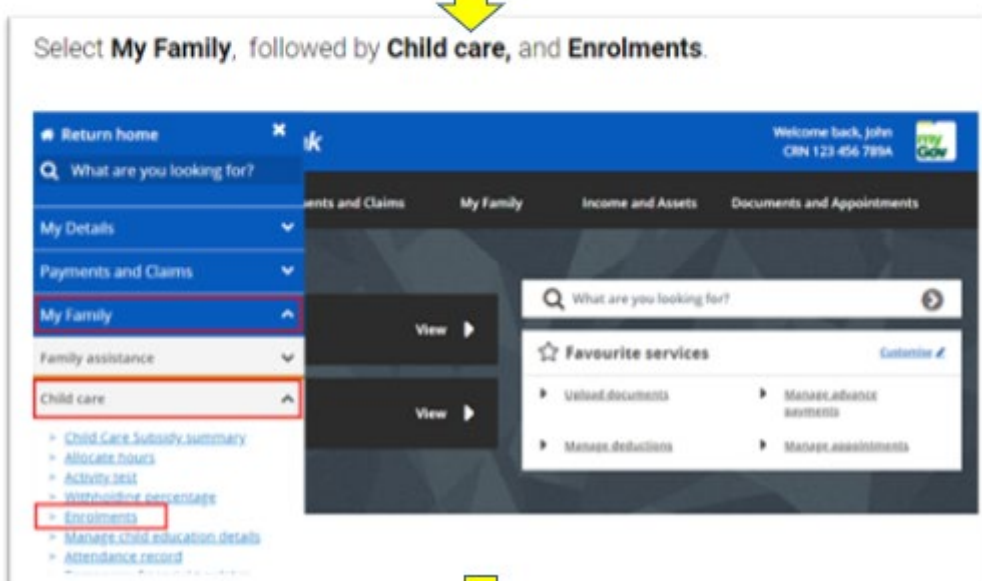 Select My Family, followed by Child care, and Enrolments.
Return home
What are you looking for?
My Details
Payments and Claims
My Family
Family assistance
Child care
Child Care Subsidy summary
Allocate hours
Activity test
Withholding percentage
Enrolments
Manage child education details
Attendance record
Welcome back, John
CRN 123 456 789A
my
Gov
ents and Claims
My Family
Income and Assets
Documents and Appointments
What are you looking for?
View
Favourite services
Customise
Upload documents
Manage advance
payments
View
Manage deductions
Manage appointments